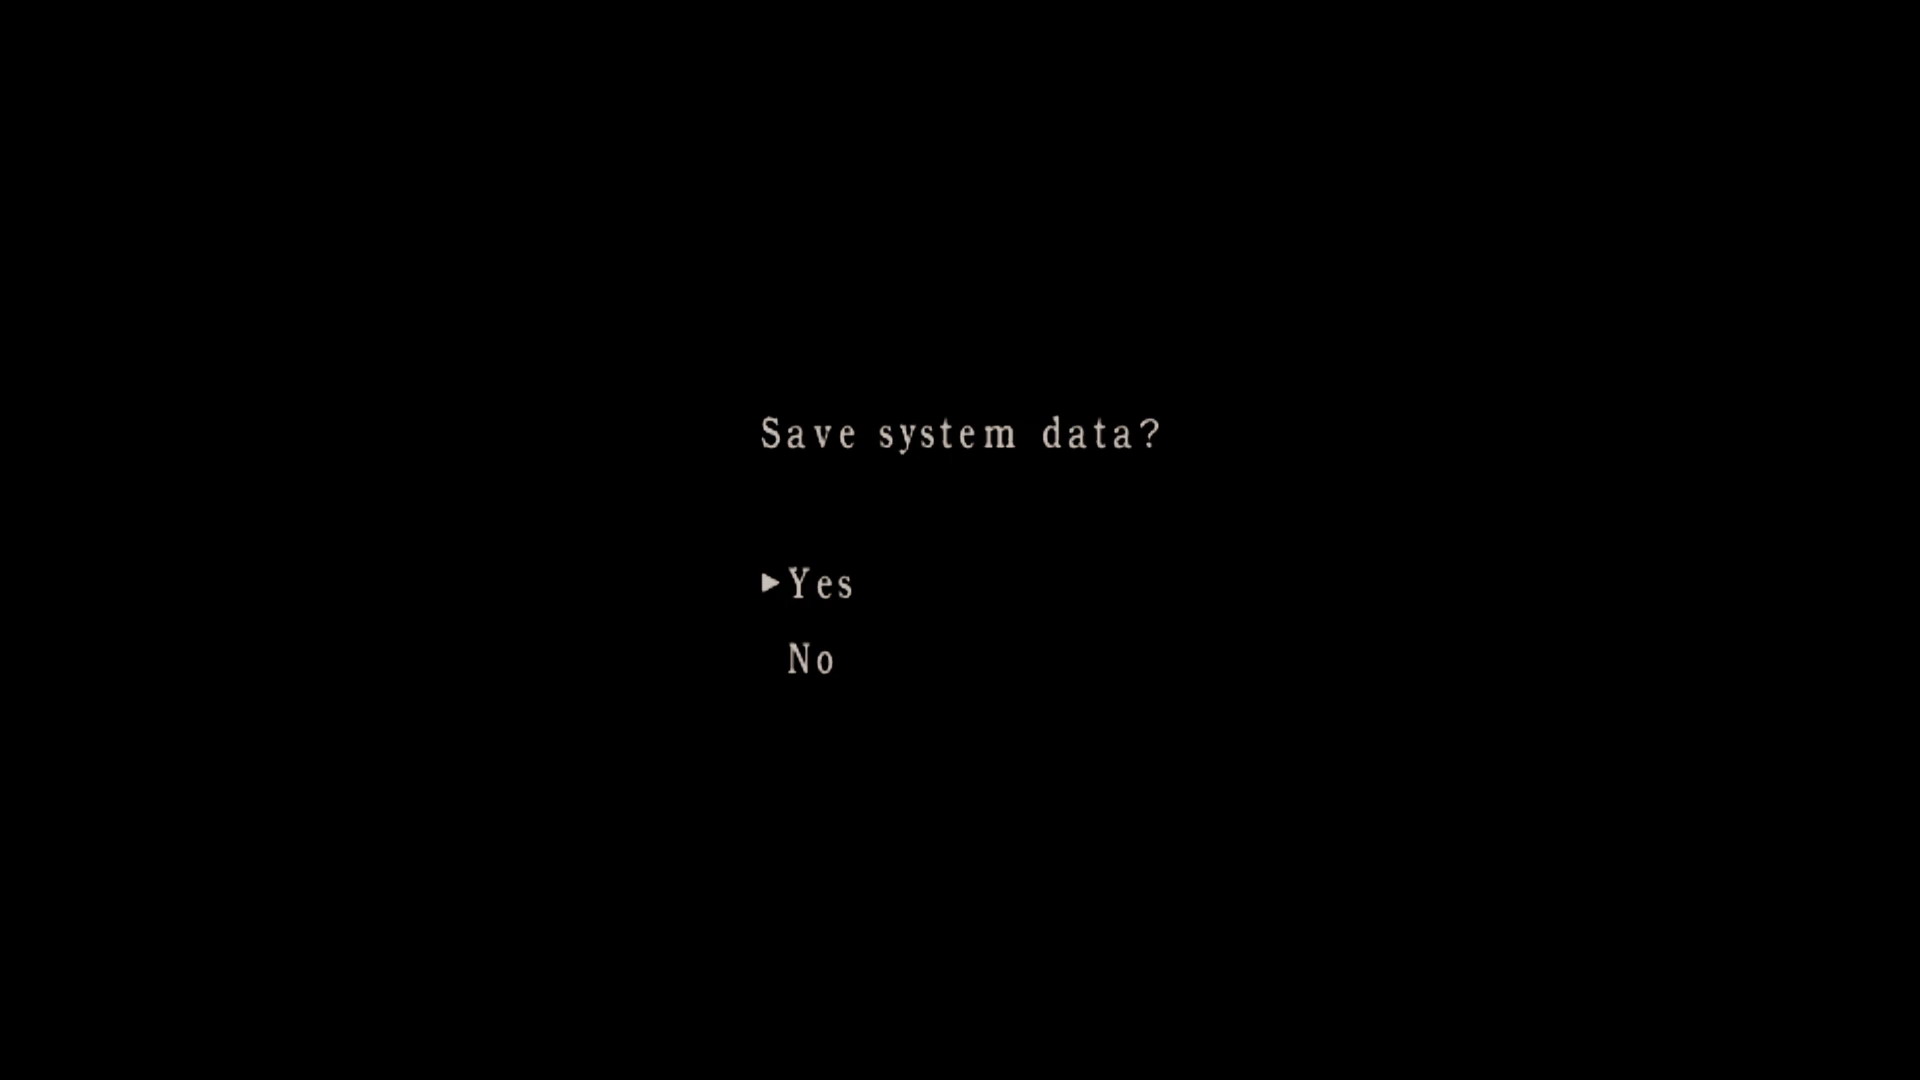 Save system data?
▶Yes
No